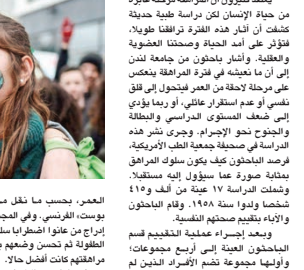 من حياة الإنسان لكن دراسة طبية حديثة
كشفت أن آثار هذه الفترة ترافقنا طويلا،
فتؤثر على أمد الحياة وصحتنا العضوية
والعقلية. وأشار باحثون من جامعة لندن
إلى أن ما نعيشه في فترة المراهقة ينعكس
على مرحلة لاحقة من العمر فيتحول إلى قلق
نفسي أو عدم استقرار عائلي، أو ربما يؤدي
إلى ضعف المستوى الدراسي والبطالة
والجنوح نحو الإجرام. وجرى نشر هذه
الدراسة في صحيفة جمعية الطب الأمريكية،
فرصد الباحثون كيف يكون سلوك المراهق
بمثابة صورة عما سيؤول إليه مستقبلا.
وشملت الدراسة ١٧ عينة من ألف و٤١٥
شخصا ولدوا سنة ١٩٥٨. وقام الباحثون
والآباء بتقييم صحتهم النفسية.
وبعد إجراء عملية التقييم قسم
الباحثون العينة إلى أربع مجموعات؛
وأولها مجموعة تضم الأفراد الذين لم
العمر، بحسب ما نقل
بوست» الفرنسي. وفي
إدراج من عانوا اضطرابا
الطفولة ثم تحسن وضعهم
مراهقتهم كانت أفضل حالا.